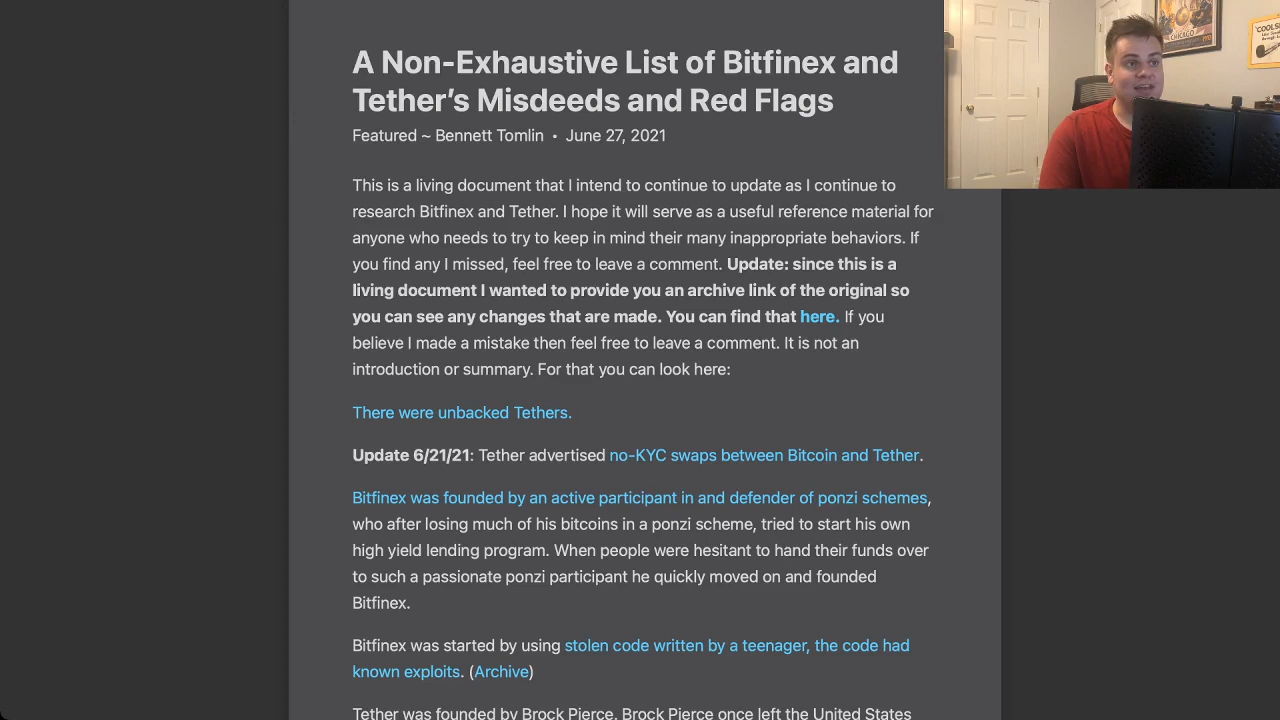 A Non-Exhaustive List of Bitfinex and
Tether's Misdeeds and Red Flags
Featured ~ Bennett Tomlin • June 27, 2021
This is a living document that I intend to continue to update as I continue to
research Bitfinex and Tether. I hope it will serve as a useful reference material for
anyone who needs to try to keep in mind their many inappropriate behaviors. If
you find any I missed, feel free to leave a comment. Update: since this is a
living document I wanted to provide you an archive link of the original so
you can see any changes that are made. You can find that here. If you
believe I made a mistake then feel free to leave a comment. It is not an
introduction or summary. For that you can look here:
There were unbacked Tethers.
Update 6/21/21: Tether advertised no-KYC swaps between Bitcoin and Tether.
Bitfinex was founded by an active participant in and defender of ponzi schemes,
who after losing much of his bitcoins in a ponzi scheme, tried to start his own
high yield lending program. When people were hesitant to hand their funds over
to such a passionate ponzi participant he quickly moved on and founded
Bitfinex.
Bitfinex was started by using stolen code written by a teenager, the code had
known exploits. (Archive)
Tether was founded by Brock Pierce. Brock Pierce once left the United States
CHICAGO
"COOLS